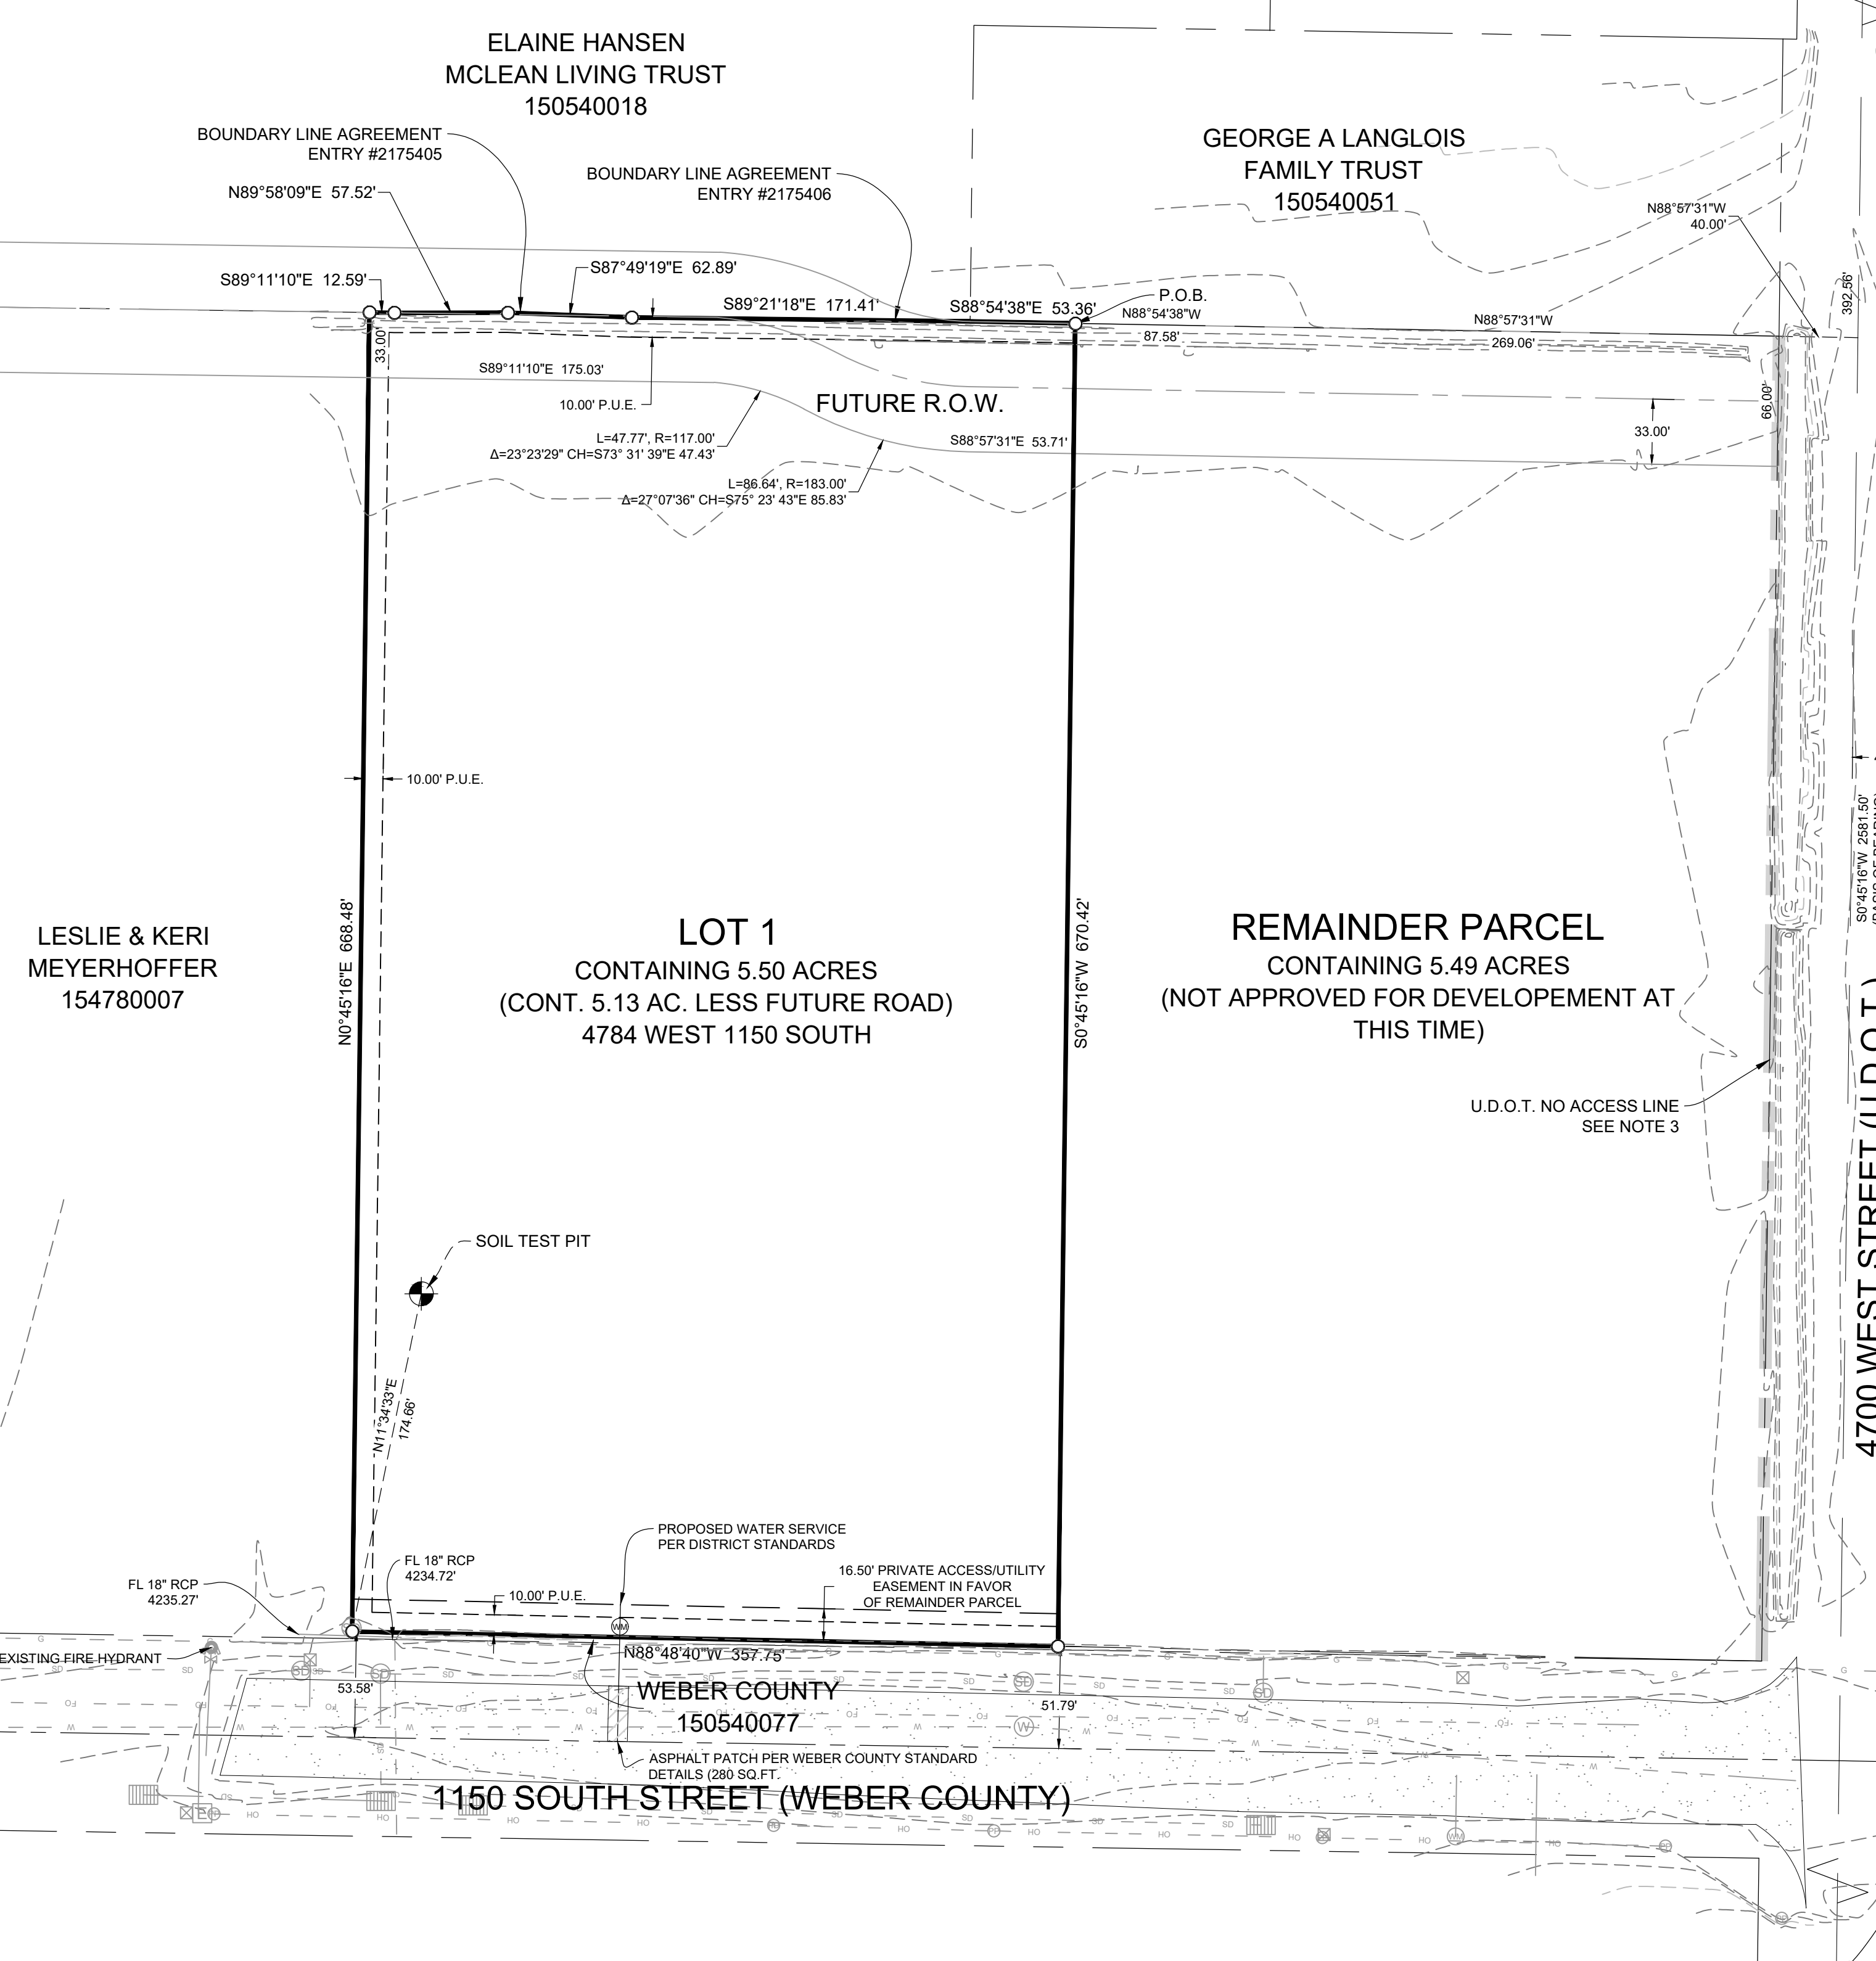 ELAINE HANSEN
MCLEAN LIVING TRUST
150540018
BOUNDARY LINE AGREEMENT
ENTRY #2175405
N89°58'09"E 57.52'
BOUNDARY LINE AGREEMENT
ENTRY #2175406
GEORGE A LANGLOIS
FAMILY TRUST
150540051
N88°57'31"W
40.00'
392.56'
S89°11'10"E 12.59'
S87°49'19"E 62.89'
S89°21'18"E 171.41'
S88°54'38"E 53.36'
P.O.B.
N88°54'38"W
87.58'
N88°57'31"W
269.06'
33.00'
S89°11'10"E 175.03'
10.00' P.U.E.
FUTURE R.O.W.
66.00'
33.00'
L=47.77', R=117.00'
Δ=23°23'29" CH=S73° 31' 39"E 47.43'
S88°57'31"E 53.71'
L=86.64', R=183.00'
Δ=27°07'36" CH=S75° 23' 43"E 85.83'
10.00' P.U.E.
S0°45'16"W 2581.50'
N0°45'16"E 668.48'
S0°45'16"W 670.42'
LESLIE & KERI
MEYERHOFFER
154780007
LOT 1
CONTAINING 5.50 ACRES
(CONT. 5.13 AC. LESS FUTURE ROAD)
4784 WEST 1150 SOUTH
REMAINDER PARCEL
CONTAINING 5.49 ACRES
(NOT APPROVED FOR DEVELOPEMENT AT
THIS TIME)
U.D.O.T. NO ACCESS LINE
SEE NOTE 3
4700 WEST STREET (U.D.O.T.)
SOIL TEST PIT
N11°34'33"E
174.66'
PROPOSED WATER SERVICE
PER DISTRICT STANDARDS
FL 18" RCP
4234.72'
FL 18" RCP
4235.27'
10.00' P.U.E.
16.50' PRIVATE ACCESS/UTILITY
EASEMENT IN FAVOR
OF REMAINDER PARCEL
WM
N88°48'40"W 357.75'
EXISTING FIRE HYDRANT
53.58'
WEBER COUNTY
150540077
51.79'
ASPHALT PATCH PER WEBER COUNTY STANDARD
DETAILS (280 SQ.FT.
1150 SOUTH STREET (WEBER COUNTY)